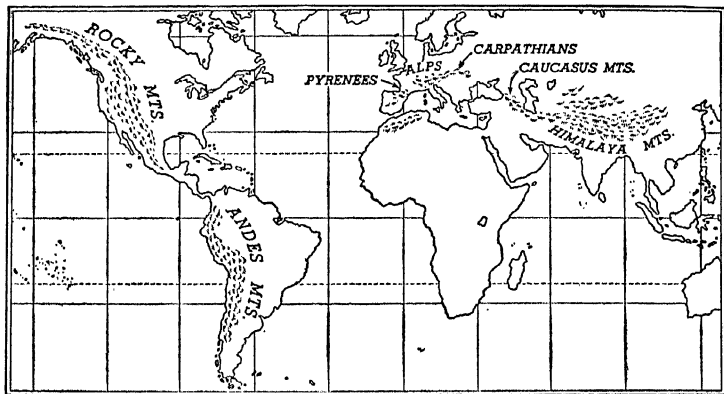 ROCKY MTS.
PYRENEES
ALPS
CARPATHIANS
CAUCASUS MTS.
HIMALAYA MTS.
ANDES MTS